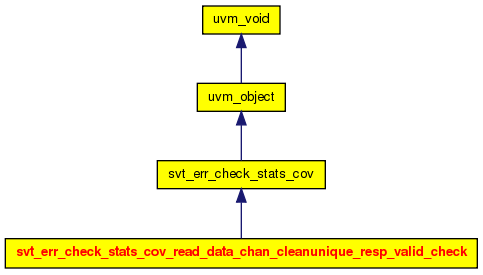 uvm_void
uvm_object
svt_err_check_stats_cov
svt_err_check_stats_cov_read_data_chan_cleanunique_resp_valid_check